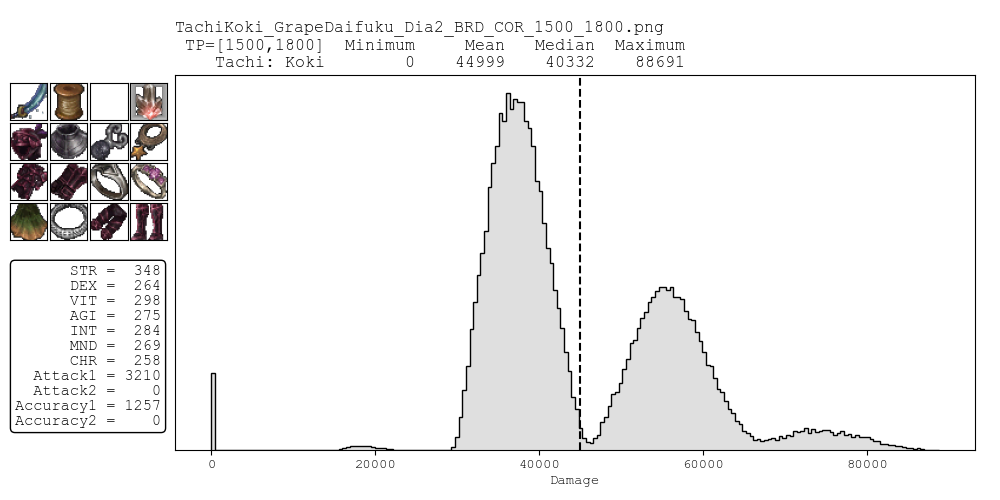 TachiKoki_GrapeDaifuku_Dia2_BRD_COR_1500_1800.png
TP=[1500,1800] Minimum Mean Median Maximum
Tachi: Koki 0 44999 40332 88691
STR = 348
DEX = 264
VIT = 298
AGI = 275
INT = 284
MND = 269
CHR = 258
Attack1 = 3210
Attack2 = 0
Accuracy1 = 1257
Accuracy2 = 0
0 20000 40000 60000 80000
Damage